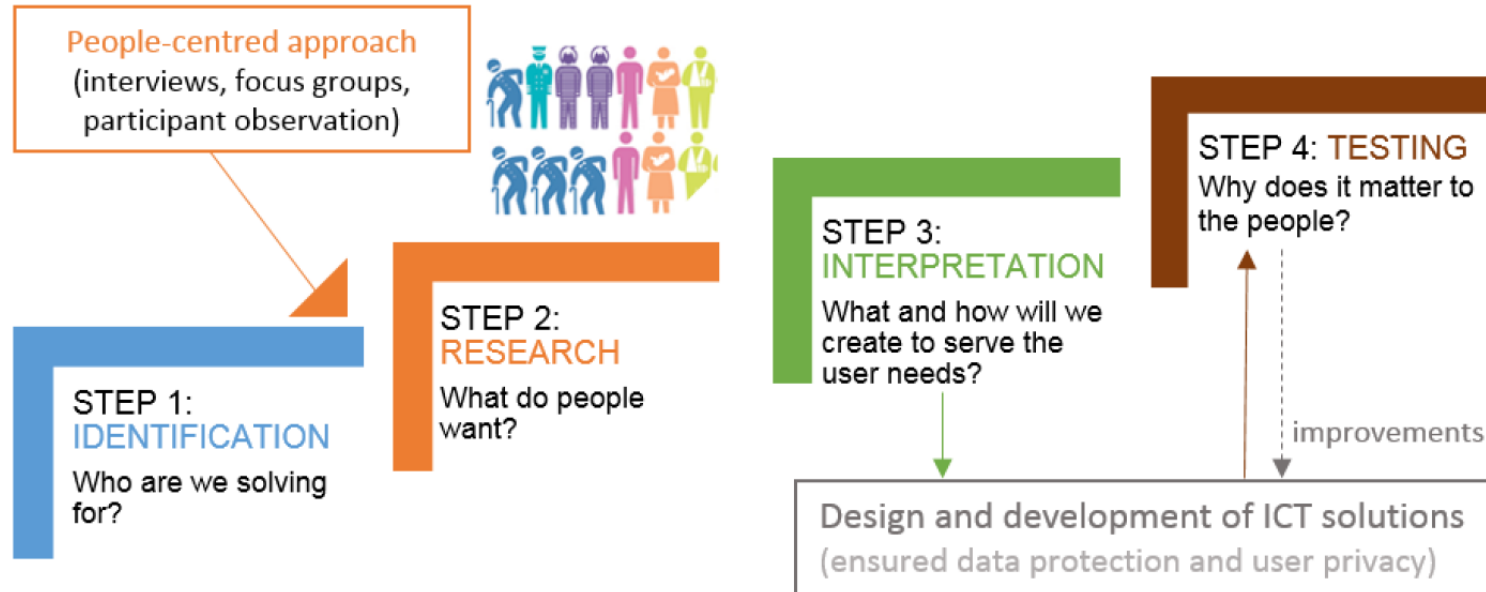 People-centred approach
(interviews, focus groups,
participant observation)
STEP 1:
IDENTIFICATION
Who are we solving
for?
STEP 2:
RESEARCH
What do people
want?
STEP 3:
INTERPRETATION
What and how will we
create to serve the
user needs?
STEP 4: TESTING
Why does it matter to
the people?
improvements
Design and development of ICT solutions
(ensured data protection and user privacy)